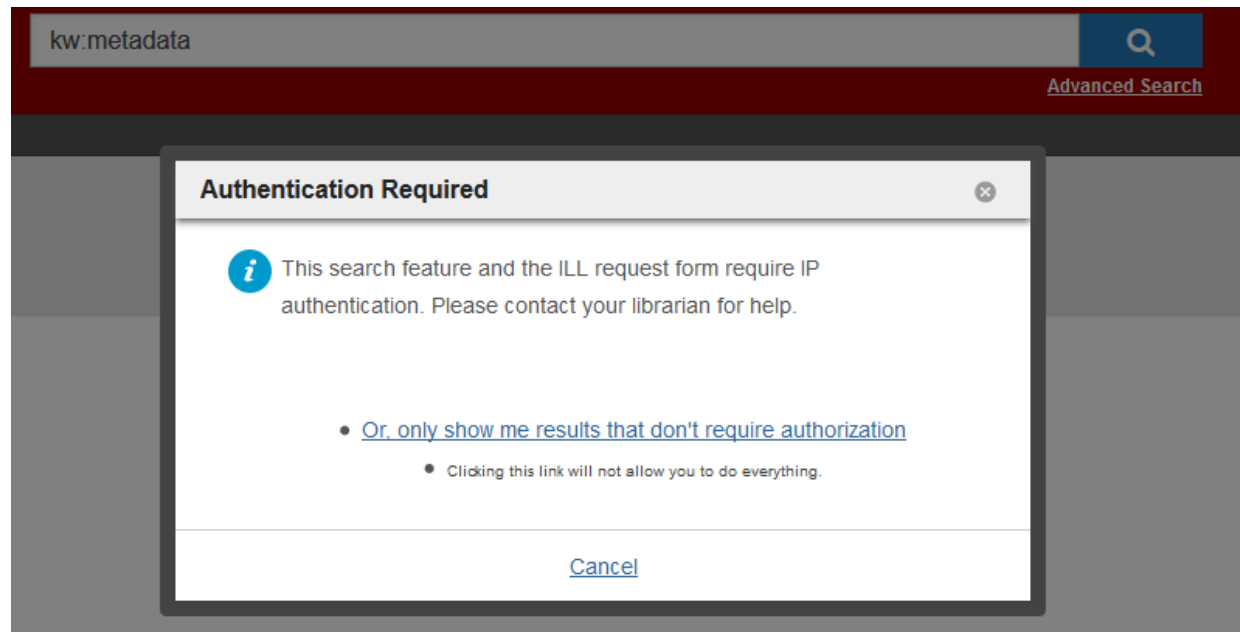 kw:metadata
Advanced Search
Authentication Required
This search feature and the ILL request form require IP
authentication. Please contact your librarian for help.
Or, only show me results that don't require authorization
Clicking this link will not allow you to do everything.
Cancel